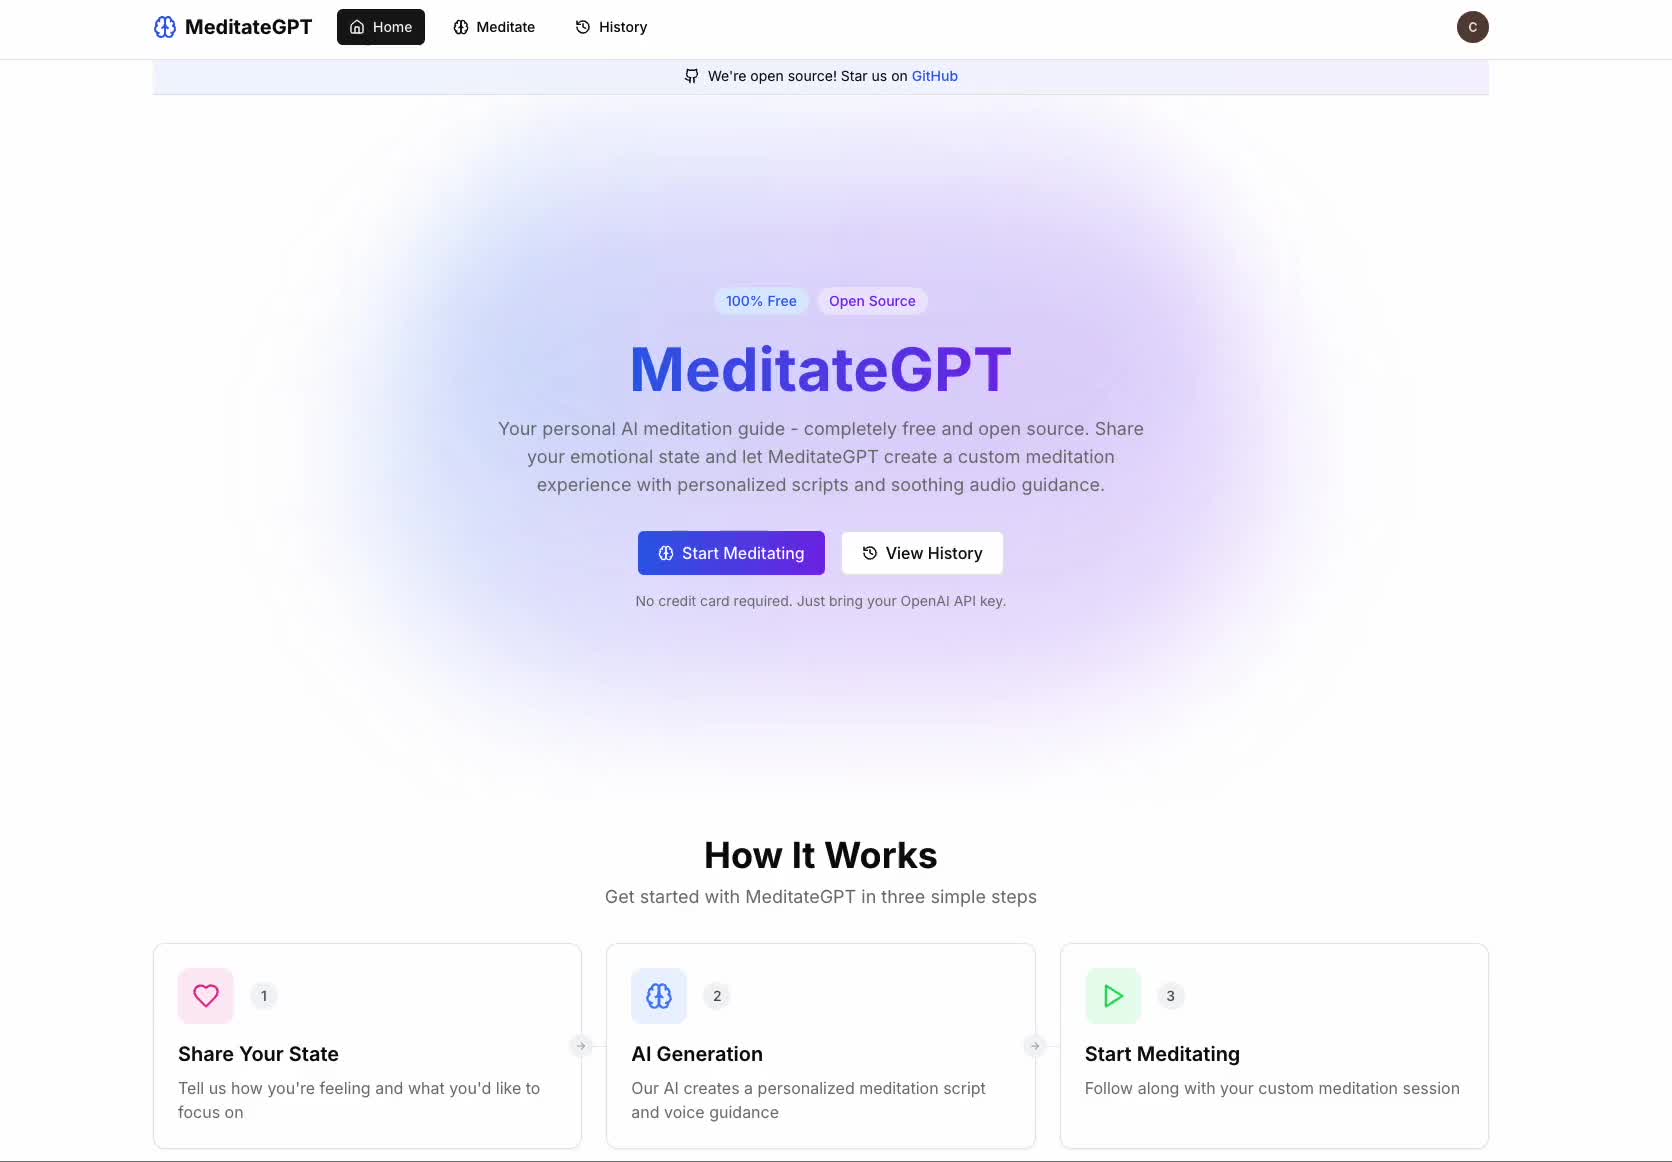 MeditateGPT
Home
Meditate
History
C
We're open source! Star us on GitHub
100% Free
Open Source
MeditateGPT
Your personal AI meditation guide - completely free and open source. Share
your emotional state and let MeditateGPT create a custom meditation
experience with personalized scripts and soothing audio guidance.
Start Meditating
View History
No credit card required. Just bring your OpenAI API key.
How It Works
Get started with MeditateGPT in three simple steps
1
Share Your State
Tell us how you're feeling and what you'd like to
focus on
2
AI Generation
Our AI creates a personalized meditation script
and voice guidance
3
Start Meditating
Follow along with your custom meditation session